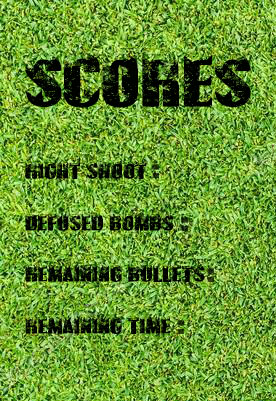 SCORES
RIGHT SHOOT :
DEFUSED BOMBS :
REMAINING BULLETS:
REMAINING TIME :